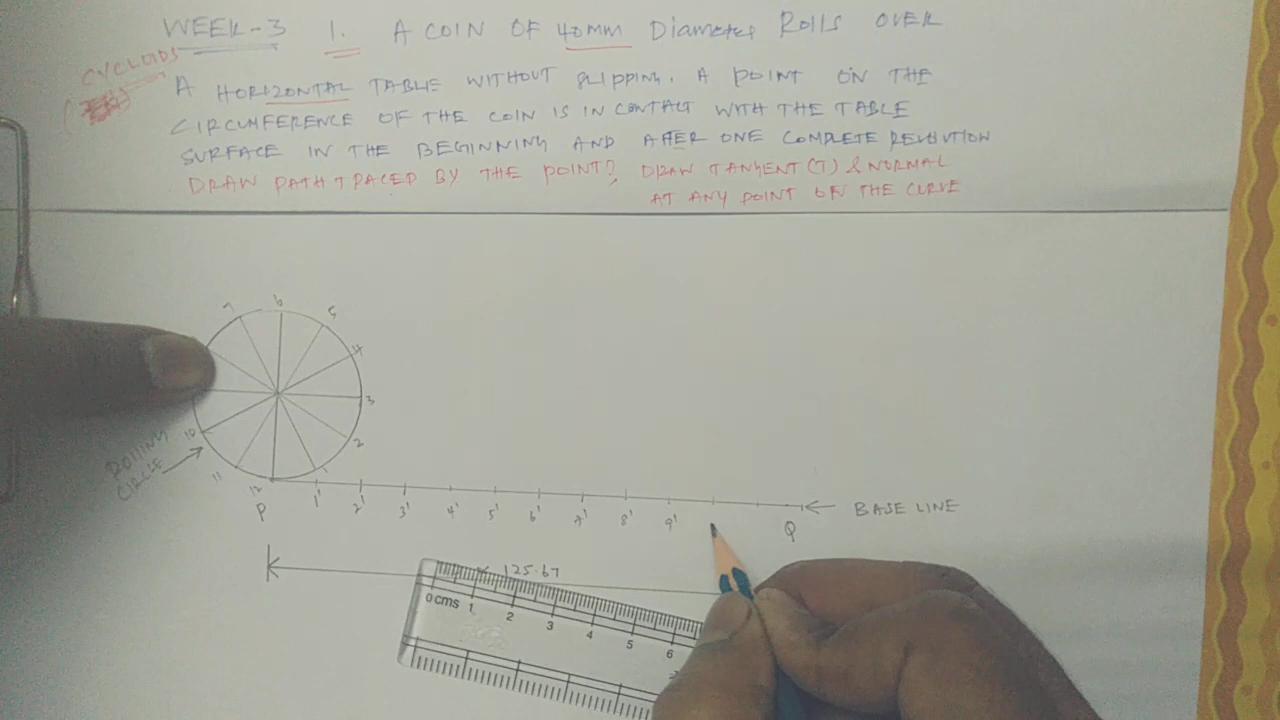 WEEK-3 1. A COIN OF 40MM Diameter ROLLS OVER
CYCLOIDS
A HORIZONTAL TABLE WITHOUT SLIPPING. A POINT ON THE
CIRCUMFERENCE OF THE COIN IS IN CONTACT WITH THE TABLE
SURFACE IN THE BEGINNING AND AFTER ONE COMPLETE REVOLUTION
DRAW PATH TRACED BY THE POINT? DRAW TANGENT (T) & NORMAL
AT ANY POINT ON THE CURVE
7 6 5
4
3
2
1
10
11
12
ROLLING
CIRCLE
P 1' 2' 3' 4' 5' 6' 7' 8' 9' Q
BASE LINE
125.67
0 cms 1 2 3 4 5 6